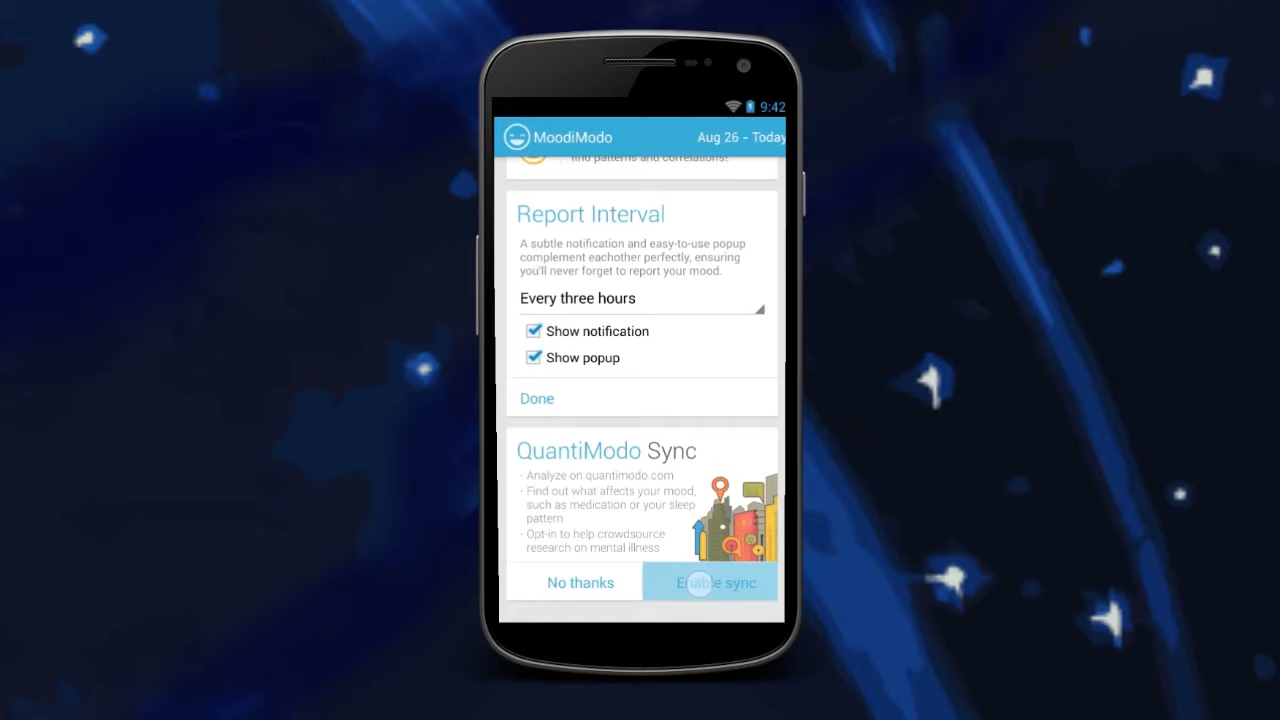 9:42
MoodiModo Aug 26 - Today
find patterns and correlations!
Report Interval
A subtle notification and easy-to-use popup
complement eachother perfectly, ensuring
you'll never forget to report your mood.
Every three hours
Show notification
Show popup
Done
QuantiModo Sync
- Analyze on quantimodo.com
- Find out what affects your mood,
such as medication or your sleep
pattern
- Opt-in to help crowdsource
research on mental illness
No thanks Enable sync